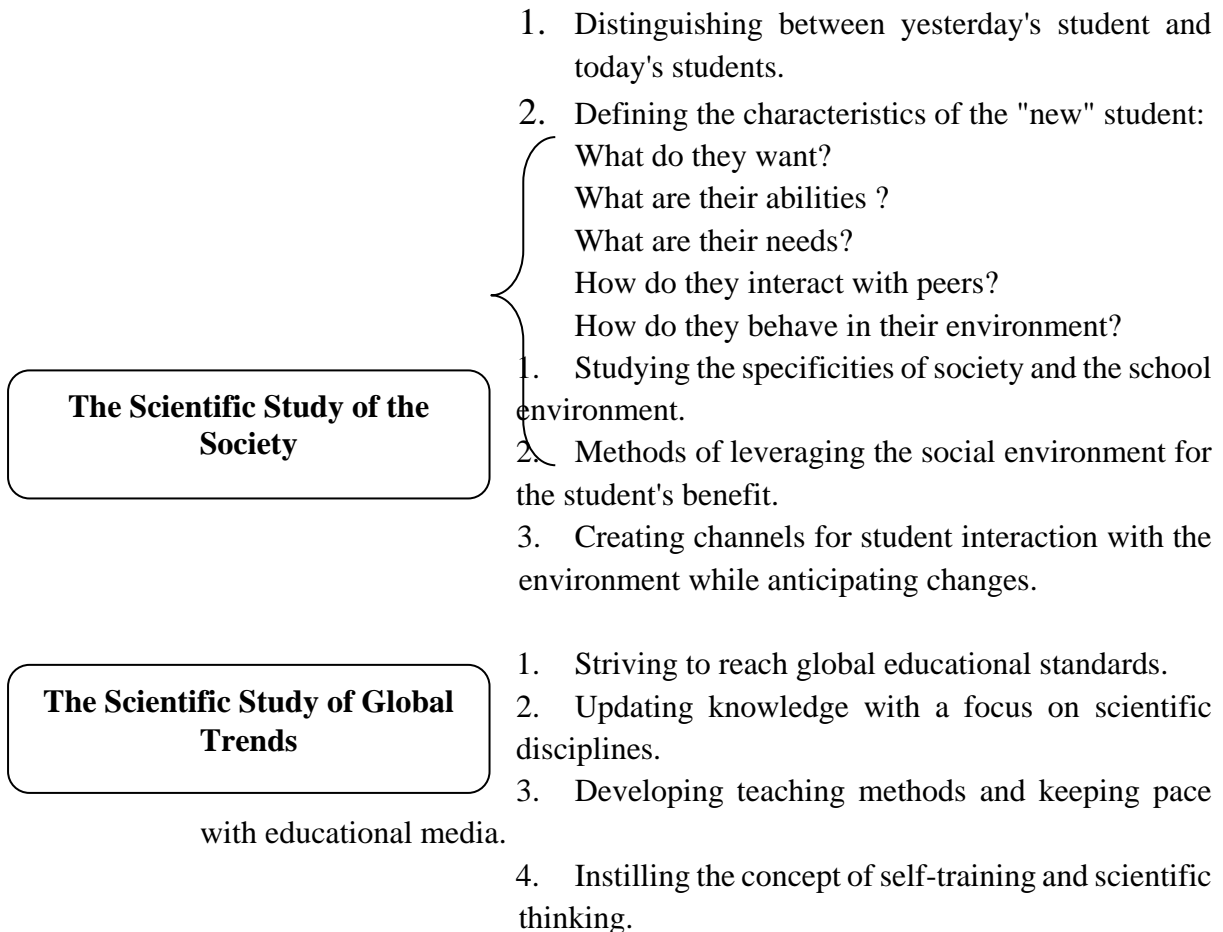 1. Distinguishing between yesterday's student and
today's students.
2. Defining the characteristics of the "new" student:
What do they want?
What are their abilities ?
What are their needs?
How do they interact with peers?
How do they behave in their environment?
The Scientific Study of the
Society
1. Studying the specificities of society and the school
environment.
2. Methods of leveraging the social environment for
the student's benefit.
3. Creating channels for student interaction with the
environment while anticipating changes.
The Scientific Study of Global
Trends
1. Striving to reach global educational standards.
2. Updating knowledge with a focus on scientific
disciplines.
3. Developing teaching methods and keeping pace
with educational media.
4. Instilling the concept of self-training and scientific
thinking.